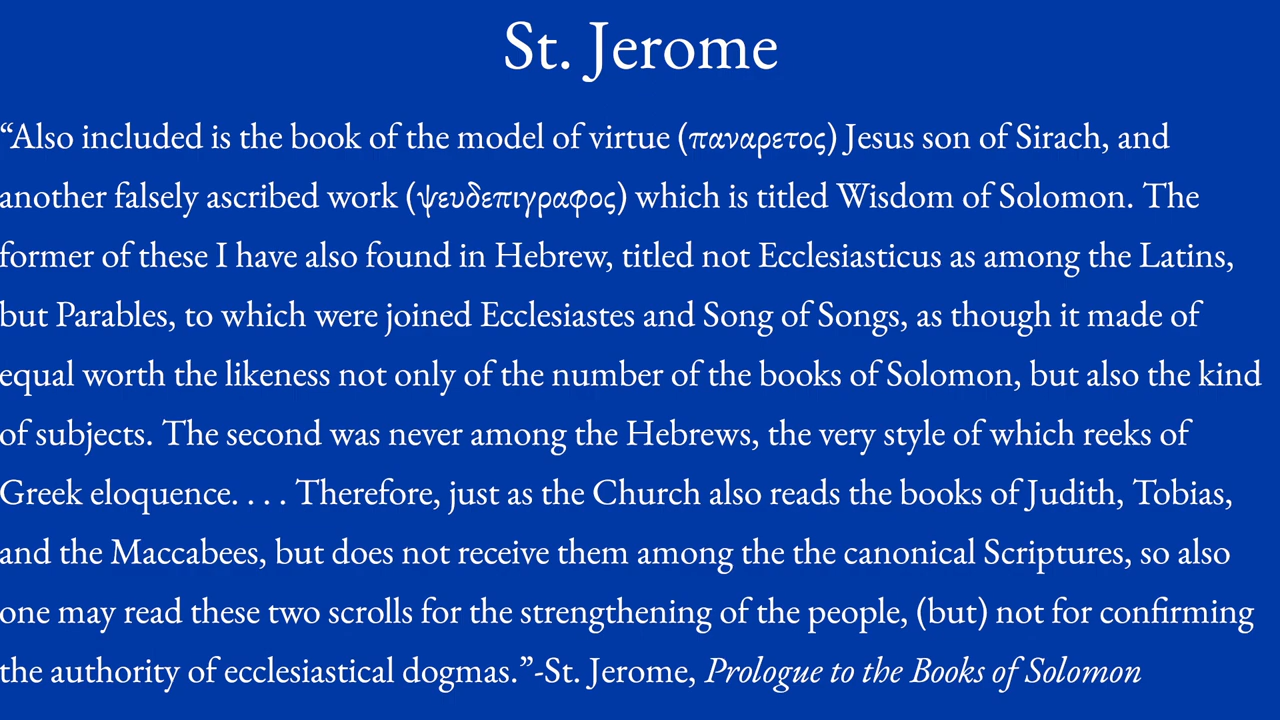 St. Jerome
“Also included is the book of the model of virtue (παναρετος) Jesus son of Sirach, and
another falsely ascribed work (ψευδεπιγραφος) which is titled Wisdom of Solomon. The
former of these I have also found in Hebrew, titled not Ecclesiasticus as among the Latins,
but Parables, to which were joined Ecclesiastes and Song of Songs, as though it made of
equal worth the likeness not only of the number of the books of Solomon, but also the kind
of subjects. The second was never among the Hebrews, the very style of which reeks of
Greek eloquence. . . . Therefore, just as the Church also reads the books of Judith, Tobias,
and the Maccabees, but does not receive them among the the canonical Scriptures, so also
one may read these two scrolls for the strengthening of the people, (but) not for confirming
the authority of ecclesiastical dogmas.”-St. Jerome, Prologue to the Books of Solomon